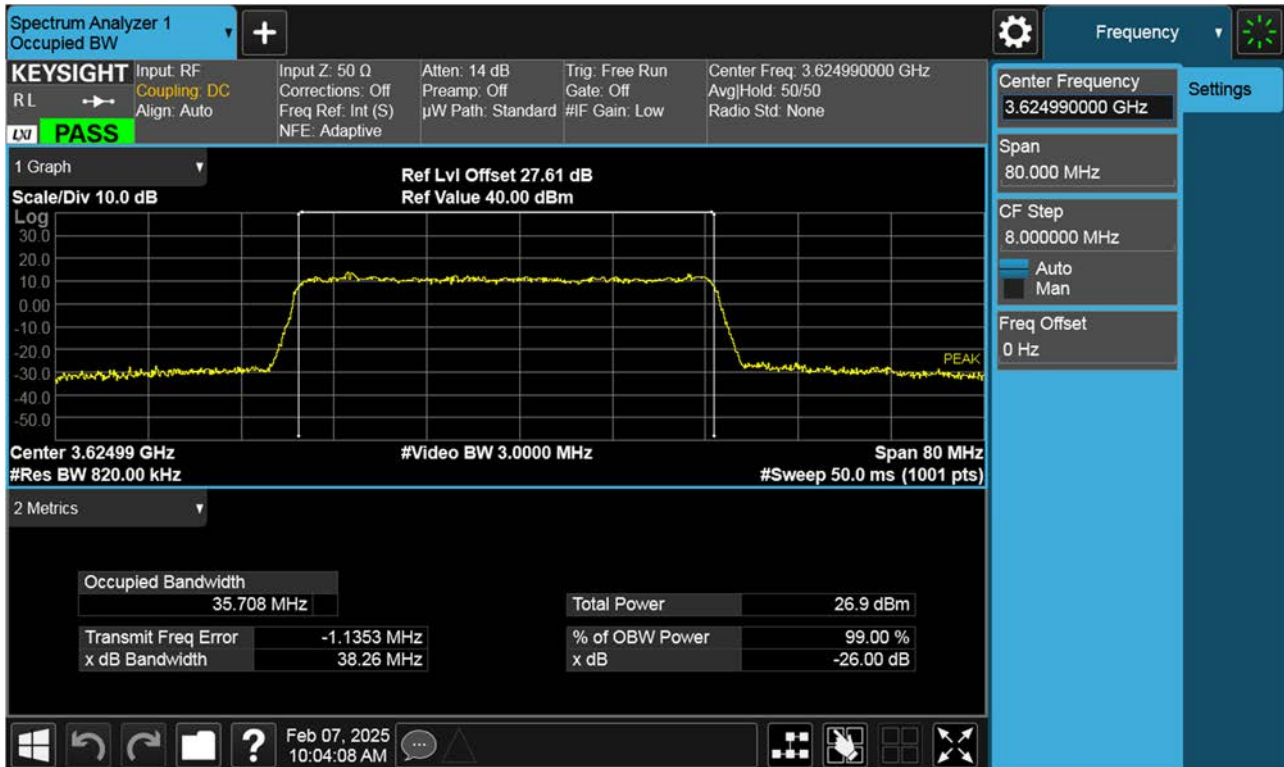 Spectrum Analyzer 1
Occupied BW
Frequency
KEYSIGHT
R L
LXI
PASS
Input: RF
Coupling: DC
Align: Auto
Input Z: 50 Ω
Corrections: Off
Freq Ref: Int (S)
NFE: Adaptive
Atten: 14 dB
Preamp: Off
µW Path: Standard
Trig: Free Run
Gate: Off
#IF Gain: Low
Center Freq: 3.624990000 GHz
Avg|Hold: 50/50
Radio Std: None
1 Graph
Scale/Div 10.0 dB
Ref Lvl Offset 27.61 dB
Ref Value 40.00 dBm
Log
30.0
20.0
10.0
0.00
-10.0
-20.0
-30.0
-40.0
-50.0
PEAK
Center 3.62499 GHz
#Video BW 3.0000 MHz
Span 80 MHz
#Res BW 820.00 kHz
#Sweep 50.0 ms (1001 pts)
2 Metrics
Occupied Bandwidth
35.708 MHz
Total Power 26.9 dBm
Transmit Freq Error -1.1353 MHz
% of OBW Power 99.00 %
x dB Bandwidth 38.26 MHz
x dB -26.00 dB
Feb 07, 2025
10:04:08 AM
Center Frequency
3.624990000 GHz
Settings
Span
80.000 MHz
CF Step
8.000000 MHz
Auto
Man
Freq Offset
0 Hz